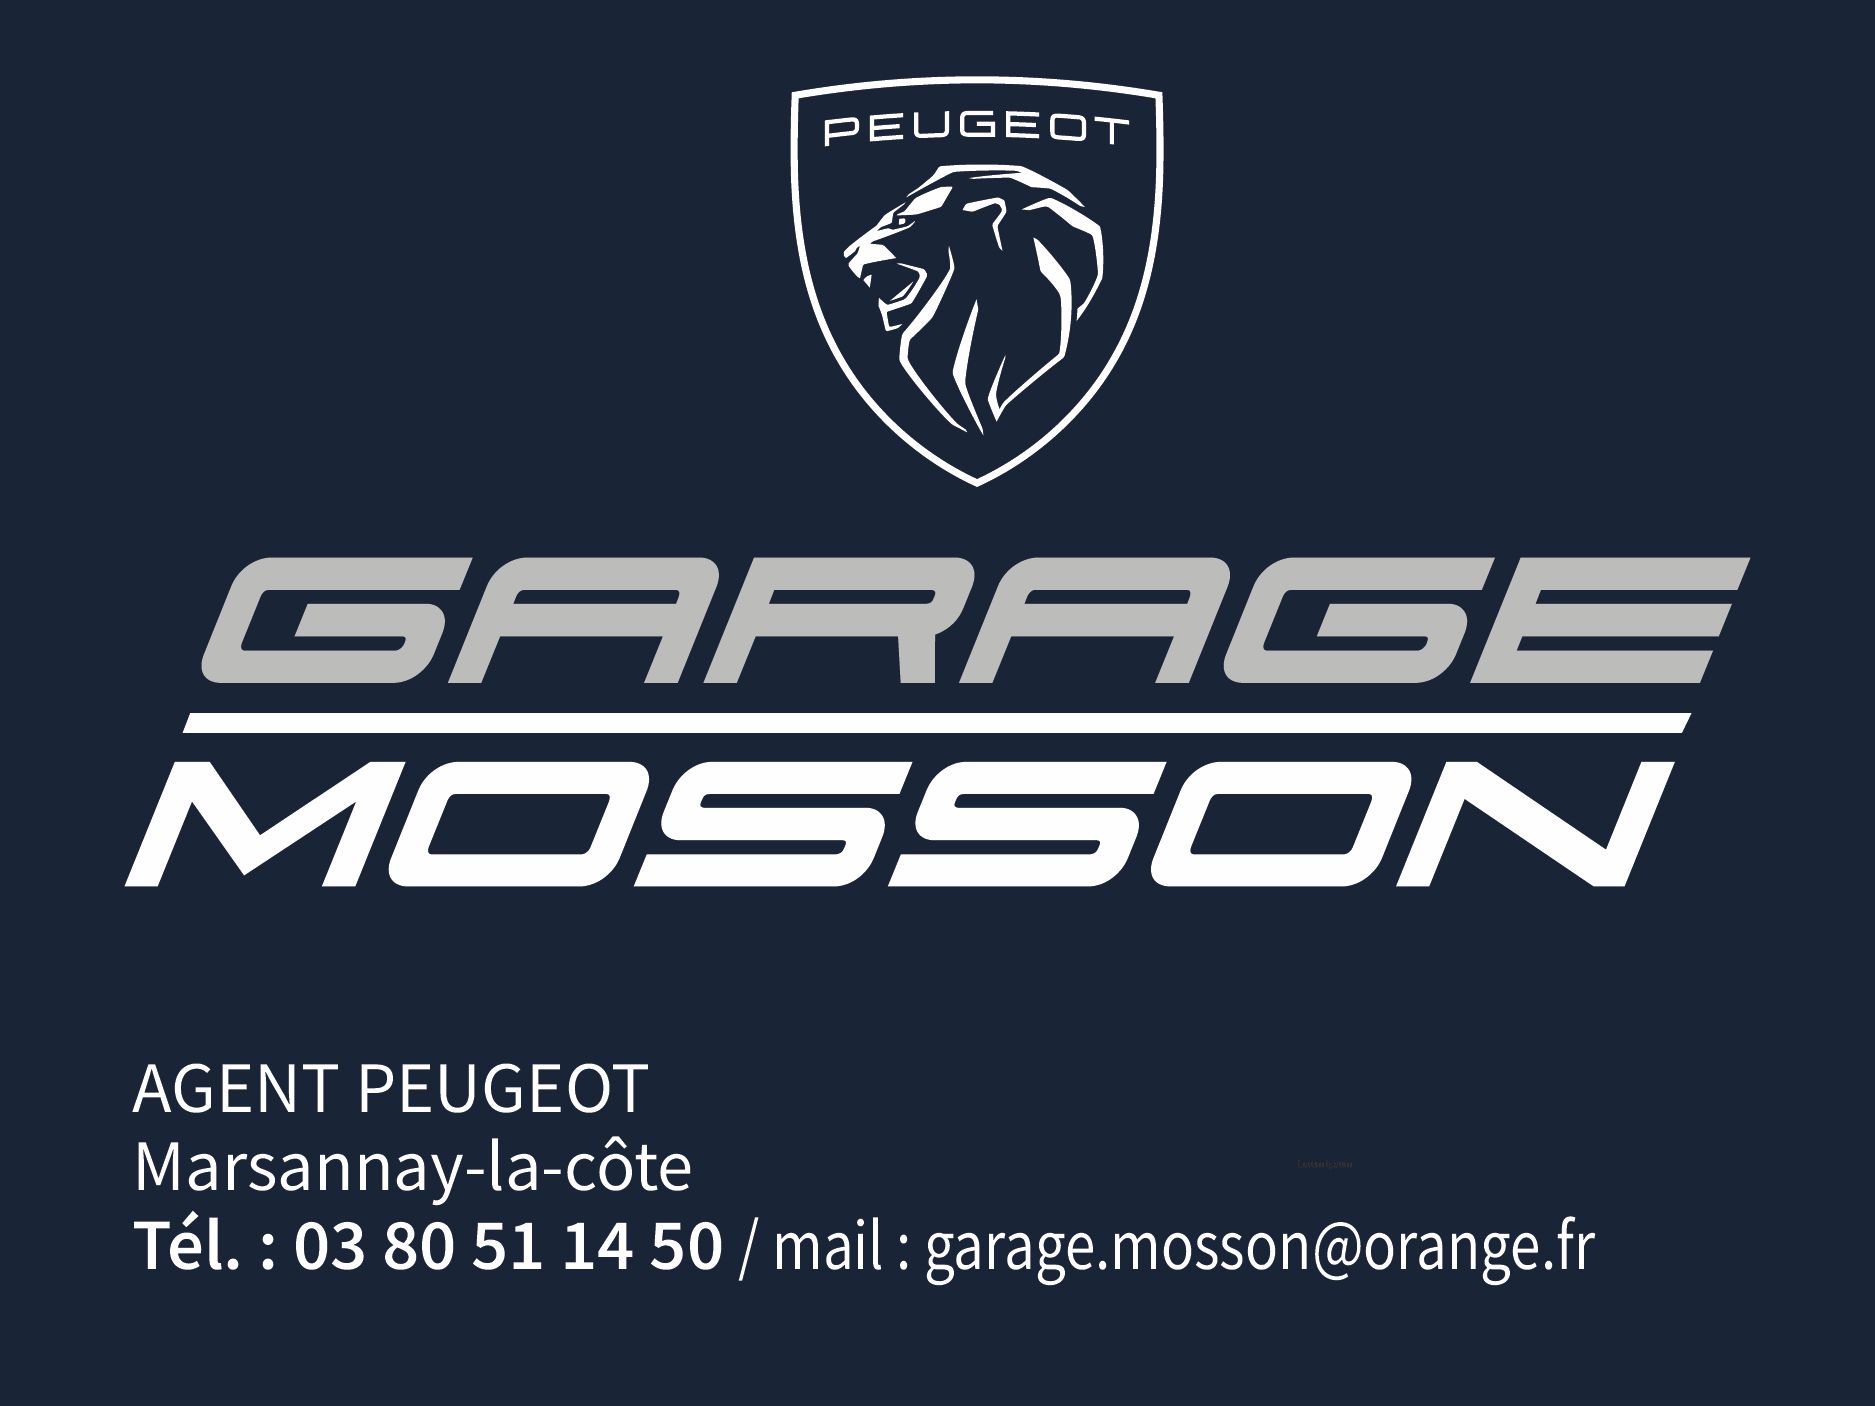 PEUGEOT
GARAGE
MOSSON
AGENT PEUGEOT
Marsannay-la-côte
Tél. : 03 80 51 14 50 / mail : garage.mosson@orange.fr